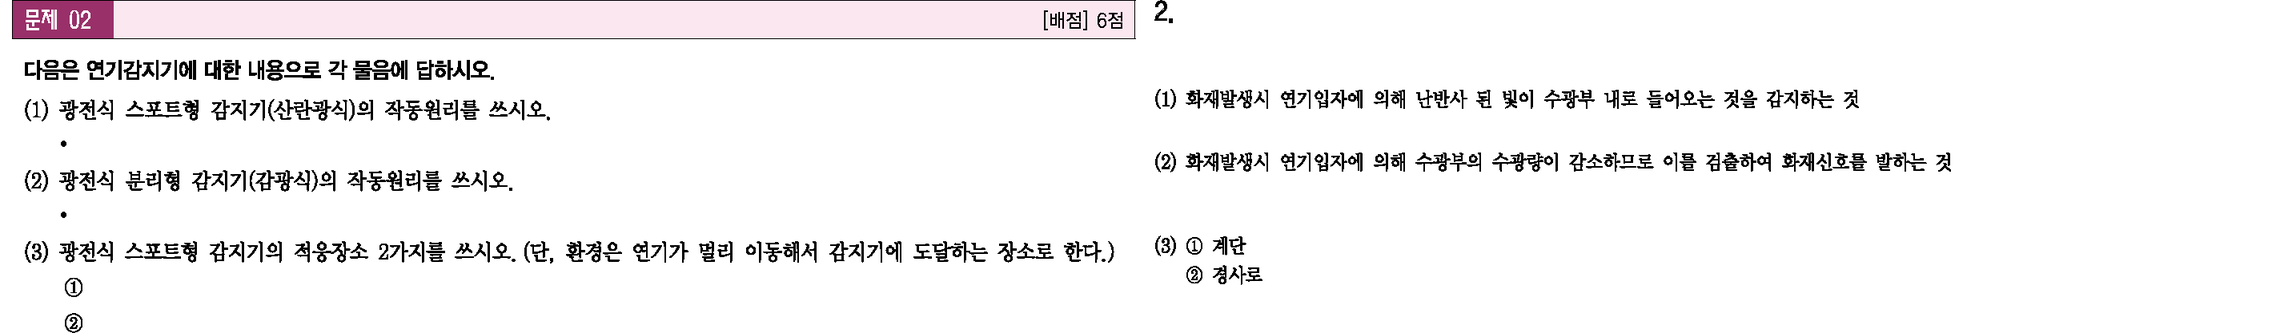 문제 02
[배점] 6점
다음은 연기감지기에 대한 내용으로 각 물음에 답하시오.
(1) 광전식 스포트형 감지기(산란광식)의 작동원리를 쓰시오.
•
(2) 광전식 분리형 감지기(감광식)의 작동원리를 쓰시오.
•
(3) 광전식 스포트형 감지기의 적응장소 2가지를 쓰시오. (단, 환경은 연기가 멀리 이동해서 감지기에 도달하는 장소로 한다.)
①
②
2.
(1) 화재발생시 연기입자에 의해 난반사 된 빛이 수광부 내로 들어오는 것을 감지하는 것
(2) 화재발생시 연기입자에 의해 수광부의 수광량이 감소하므로 이를 검출하여 화재신호를 발하는 것
(3) ① 계단
② 경사로